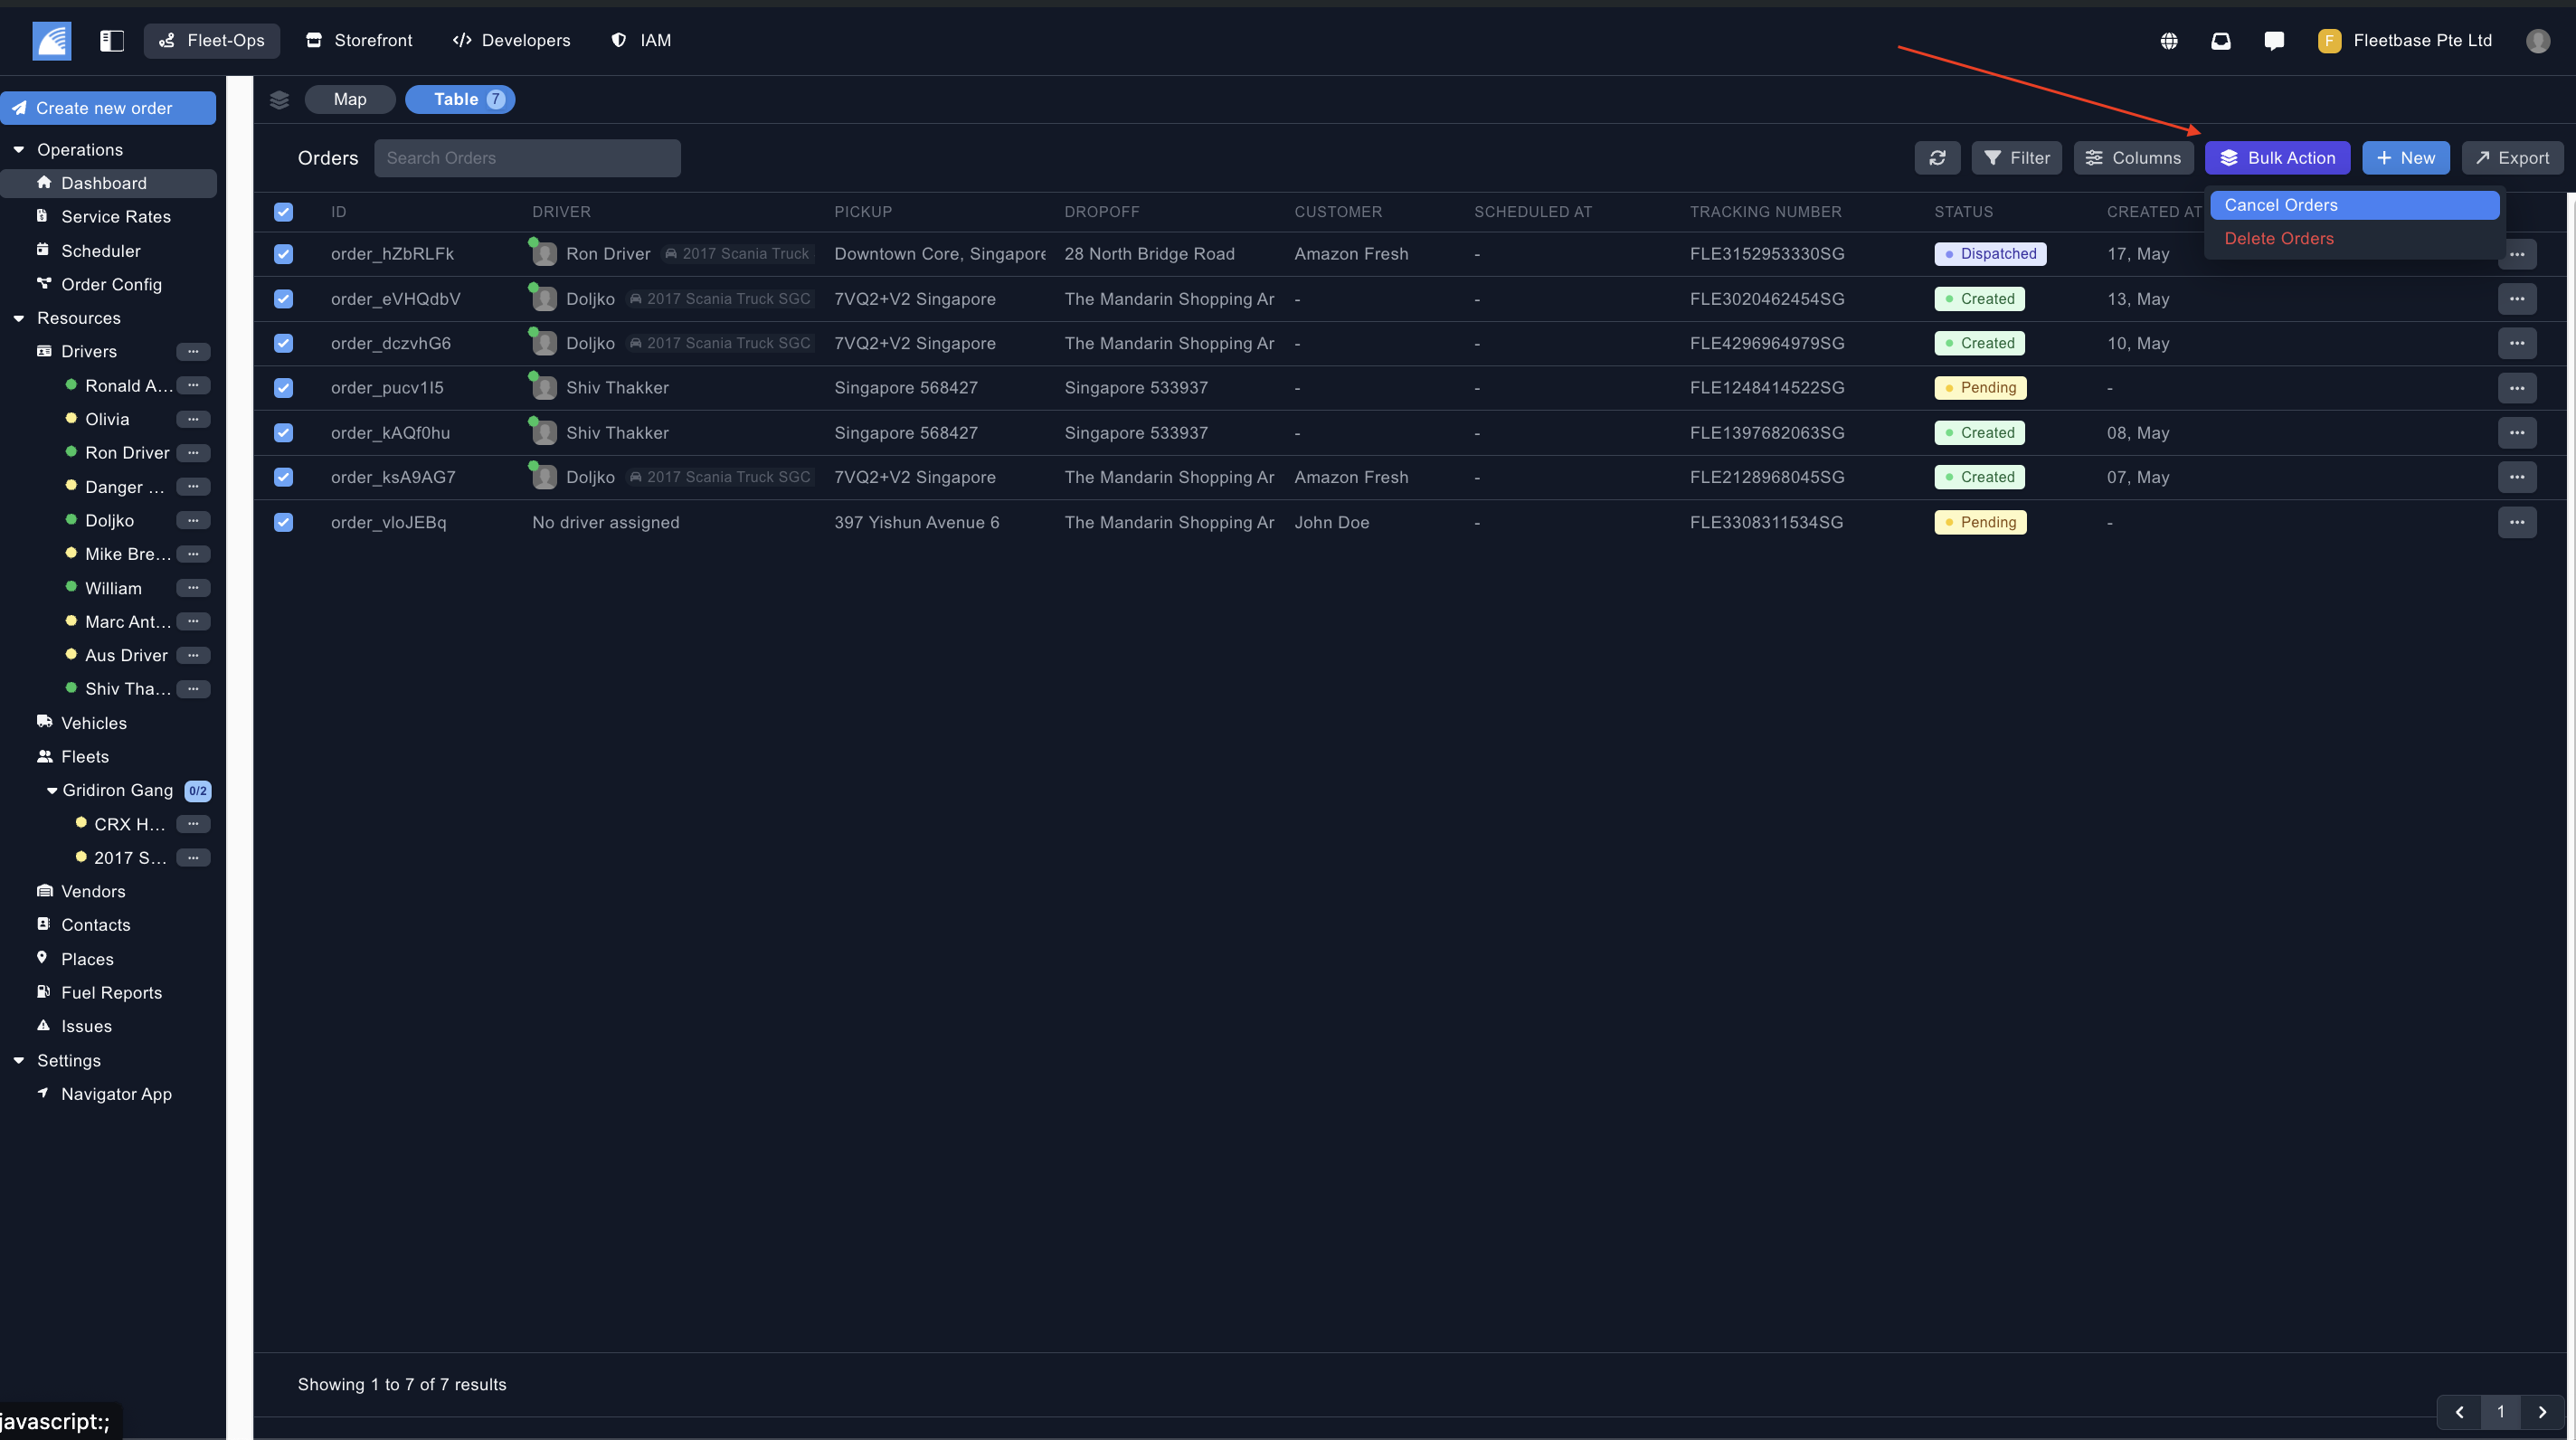 Fleet-Ops Storefront Developers IAM F Fleetbase Pte Ltd
Create new order
Operations
Dashboard
Service Rates
Scheduler
Order Config
Resources
Drivers
Ronald A...
Olivia
Ron Driver
Danger ...
Doljko
Mike Bre...
William
Marc Ant...
Aus Driver
Shiv Tha...
Vehicles
Fleets
Gridiron Gang 0/2
CRX H...
2017 S...
Vendors
Contacts
Places
Fuel Reports
Issues
Settings
Navigator App
javascript:;
Map Table 7
Orders Search Orders Filter Columns Bulk Action New Export
Cancel Orders
Delete Orders
ID DRIVER PICKUP DROPOFF CUSTOMER SCHEDULED AT TRACKING NUMBER STATUS CREATED AT
order_hZbRLFk Ron Driver 2017 Scania Truck Downtown Core, Singapore 28 North Bridge Road Amazon Fresh - FLE3152953330SG Dispatched 17, May
order_eVHQdbV Doljko 2017 Scania Truck SGC 7VQ2+V2 Singapore The Mandarin Shopping Ar - - FLE3020462454SG Created 13, May
order_dczvhG6 Doljko 2017 Scania Truck SGC 7VQ2+V2 Singapore The Mandarin Shopping Ar - - FLE4296964979SG Created 10, May
order_pucv1I5 Shiv Thakker Singapore 568427 Singapore 533937 - - FLE1248414522SG Pending -
order_kAQf0hu Shiv Thakker Singapore 568427 Singapore 533937 - - FLE1397682063SG Created 08, May
order_ksA9AG7 Doljko 2017 Scania Truck SGC 7VQ2+V2 Singapore The Mandarin Shopping Ar Amazon Fresh - FLE2128968045SG Created 07, May
order_vloJEBq No driver assigned 397 Yishun Avenue 6 The Mandarin Shopping Ar John Doe - FLE3308311534SG Pending -
Showing 1 to 7 of 7 results
1